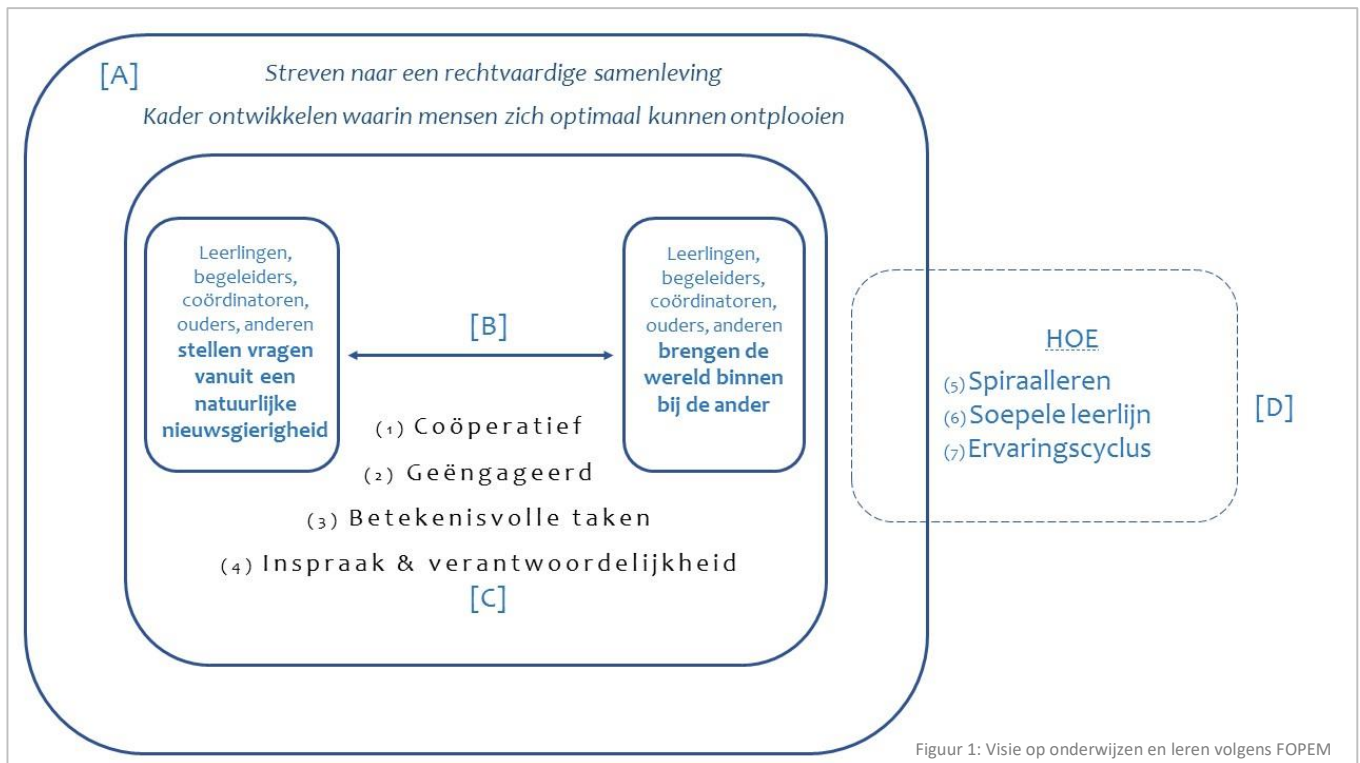 [A]
Streven naar een rechtvaardige samenleving
Kader ontwikkelen waarin mensen zich optimaal kunnen ontplooien
Leerlingen,
begeleiders,
coördinatoren,
ouders, anderen
stellen vragen
vanuit een
natuurlijke
nieuwsgierigheid
[B]
Leerlingen,
begeleiders,
coördinatoren,
ouders, anderen
brengen de
wereld binnen
bij de ander
(1) Coöperatief
(2) Geëngageerd
(3) Betekenisvolle taken
(4) Inspraak & verantwoordelijkheid
[C]
HOE
(5) Spiraalleren
(6) Soepele leerlijn
(7) Ervaringscyclus
[D]
Figuur 1: Visie op onderwijzen en leren volgens FOPEM